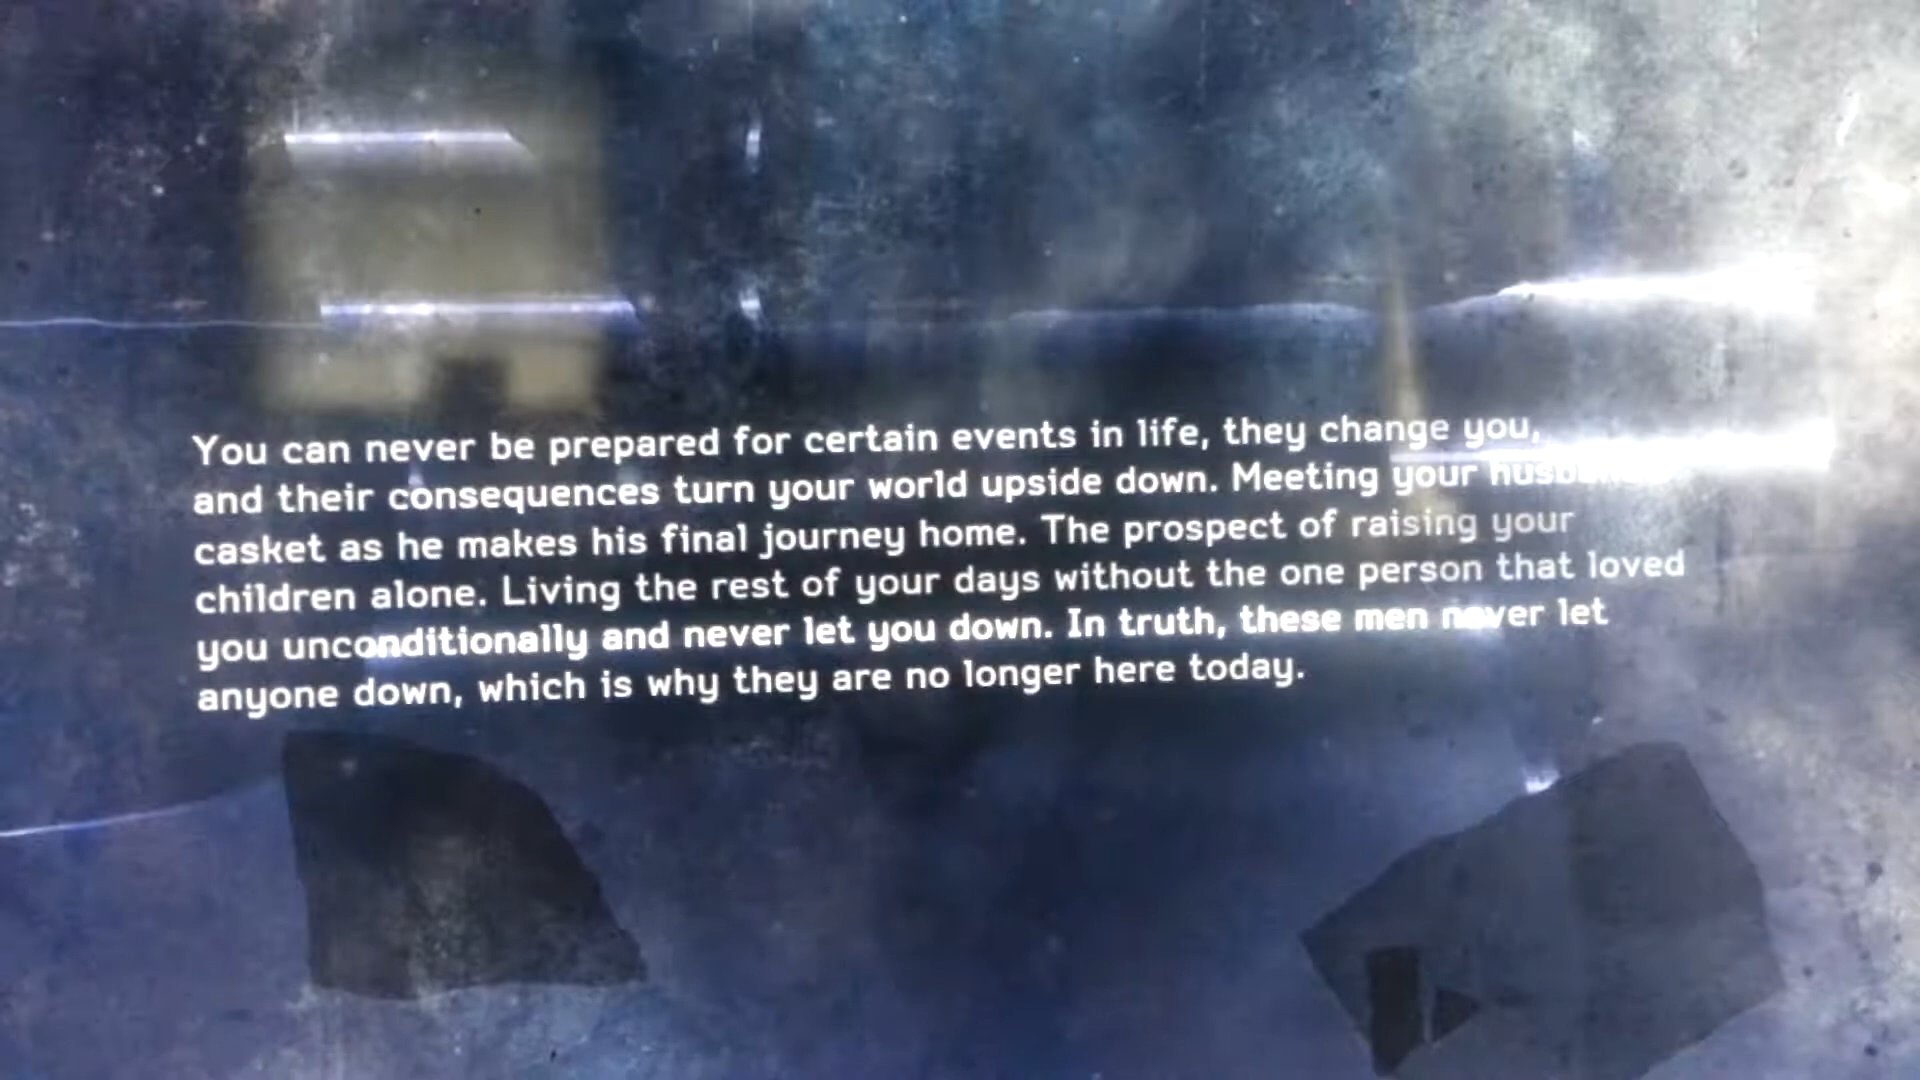 You can never be prepared for certain events in life, they change you,
and their consequences turn your world upside down. Meeting your
casket as he makes his final journey home. The prospect of raising your
children alone. Living the rest of your days without the one person that loved
you unconditionally and never let you down. In truth, these men never let
anyone down, which is why they are no longer here today.